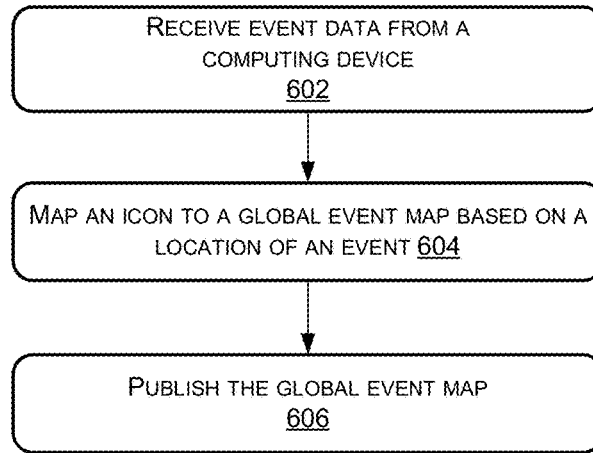 RECEIVE EVENT DATA FROM A
COMPUTING DEVICE
602
MAP AN ICON TO A GLOBAL EVENT MAP BASED ON A
LOCATION OF AN EVENT 604
PUBLISH THE GLOBAL EVENT MAP
606